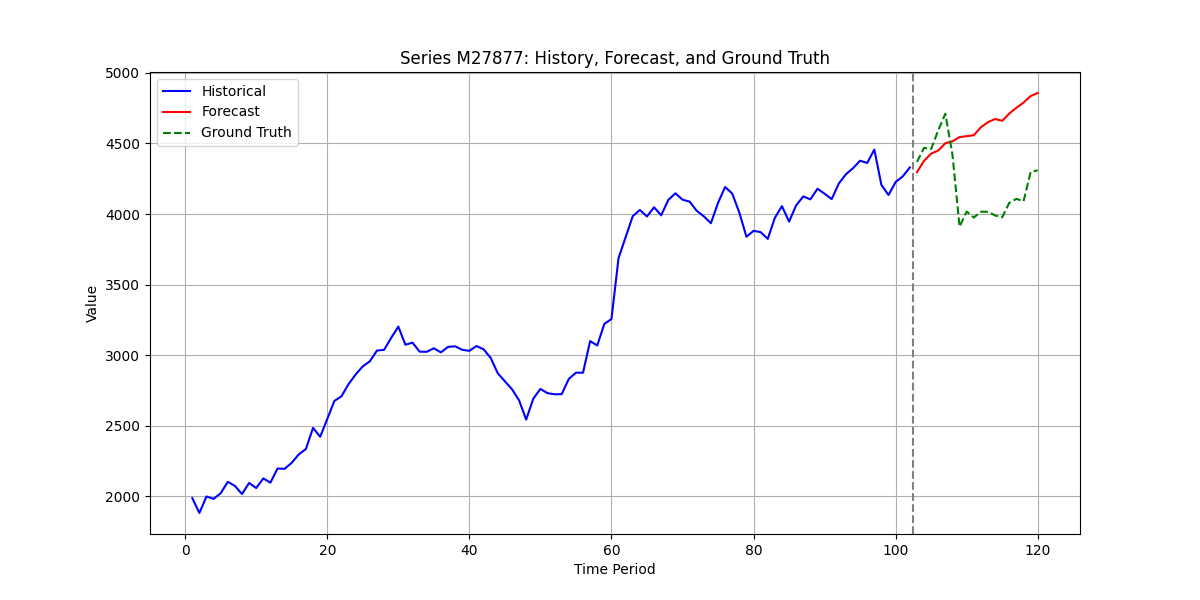 Series M27877: History, Forecast, and Ground Truth
Historical
Forecast
Ground Truth
5000
4500
4000
3500
3000
2500
2000
Value
0 20 40 60 80 100 120
Time Period